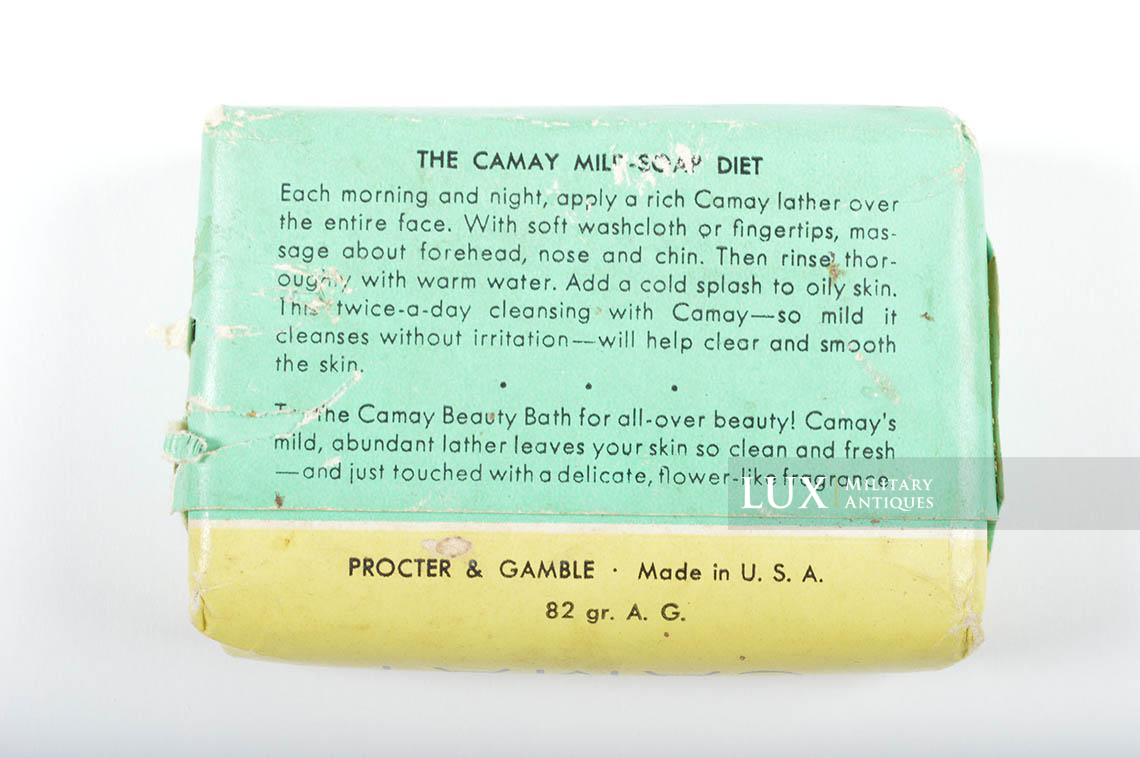 THE CAMAY MILD-SOAP DIET
Each morning and night, apply a rich Camay lather over
the entire face. With soft washcloth or fingertips, mas-
sage about forehead, nose and chin. Then rinse thor-
oughly with warm water. Add a cold splash to oily skin.
This twice-a-day cleansing with Camay—so mild it
cleanses without irritation—will help clear and smooth
the skin.
• • •
Try the Camay Beauty Bath for all-over beauty! Camay's
mild, abundant lather leaves your skin so clean and fresh
—and just touched with a delicate, flower-like fragrance.
LUX MILITARY
ANTIQUES
PROCTER & GAMBLE · Made in U. S. A.
82 gr. A. G.